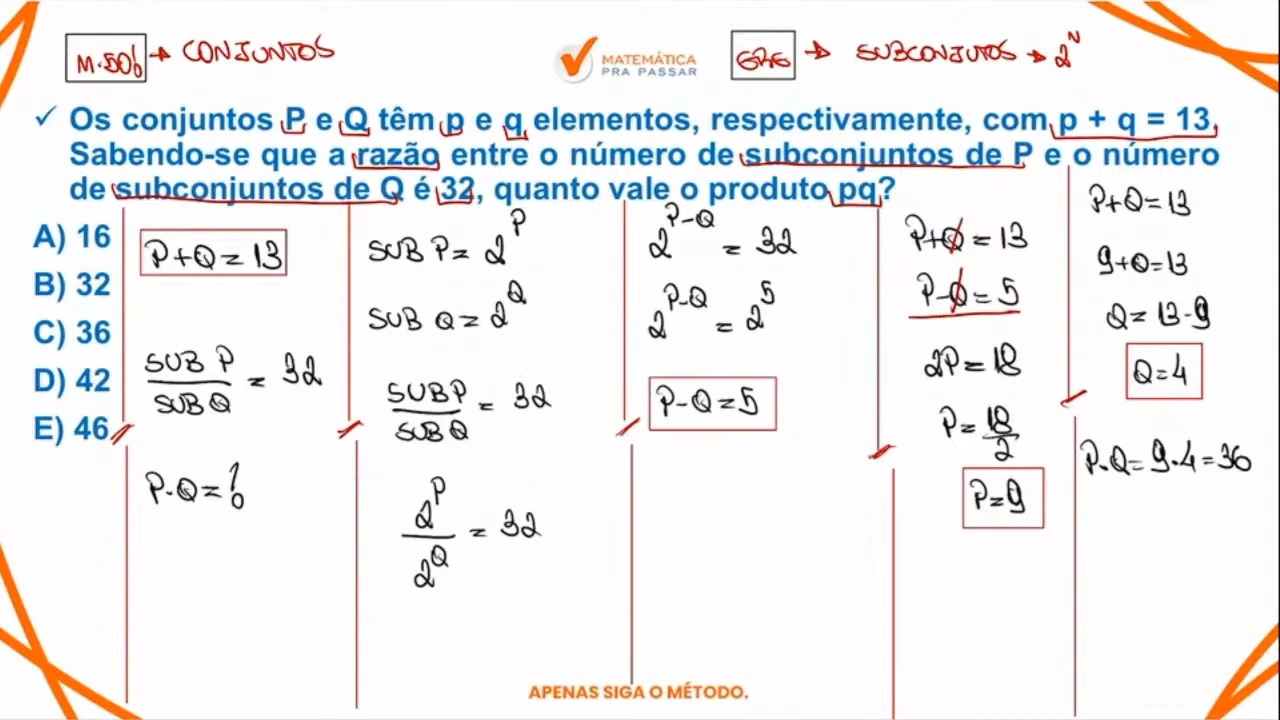 M.50% → CONJUNTOS
MATEMÁTICA
PRA PASSAR
→ SUBCONJUTOS → 2^N
✓ Os conjuntos P e Q têm p e q elementos, respectivamente, com p + q = 13.
Sabendo-se que a razão entre o número de subconjuntos de P e o número
de subconjuntos de Q é 32, quanto vale o produto pq?
A) 16
B) 32
C) 36
D) 42
E) 46
P+Q=13
SUB P / SUB Q = 32
P·Q=?
SUB P = 2^P
SUB Q = 2^Q
SUB P / SUB Q = 32
2^P / 2^Q = 32
2^P-Q = 32
2^P-Q = 2^5
P-Q=5
P+Q=13
P-Q=5
2P=18
P=18/2
P=9
P+Q=13
9+Q=13
Q=13-9
Q=4
P·Q=9·4=36
APENAS SIGA O MÉTODO.